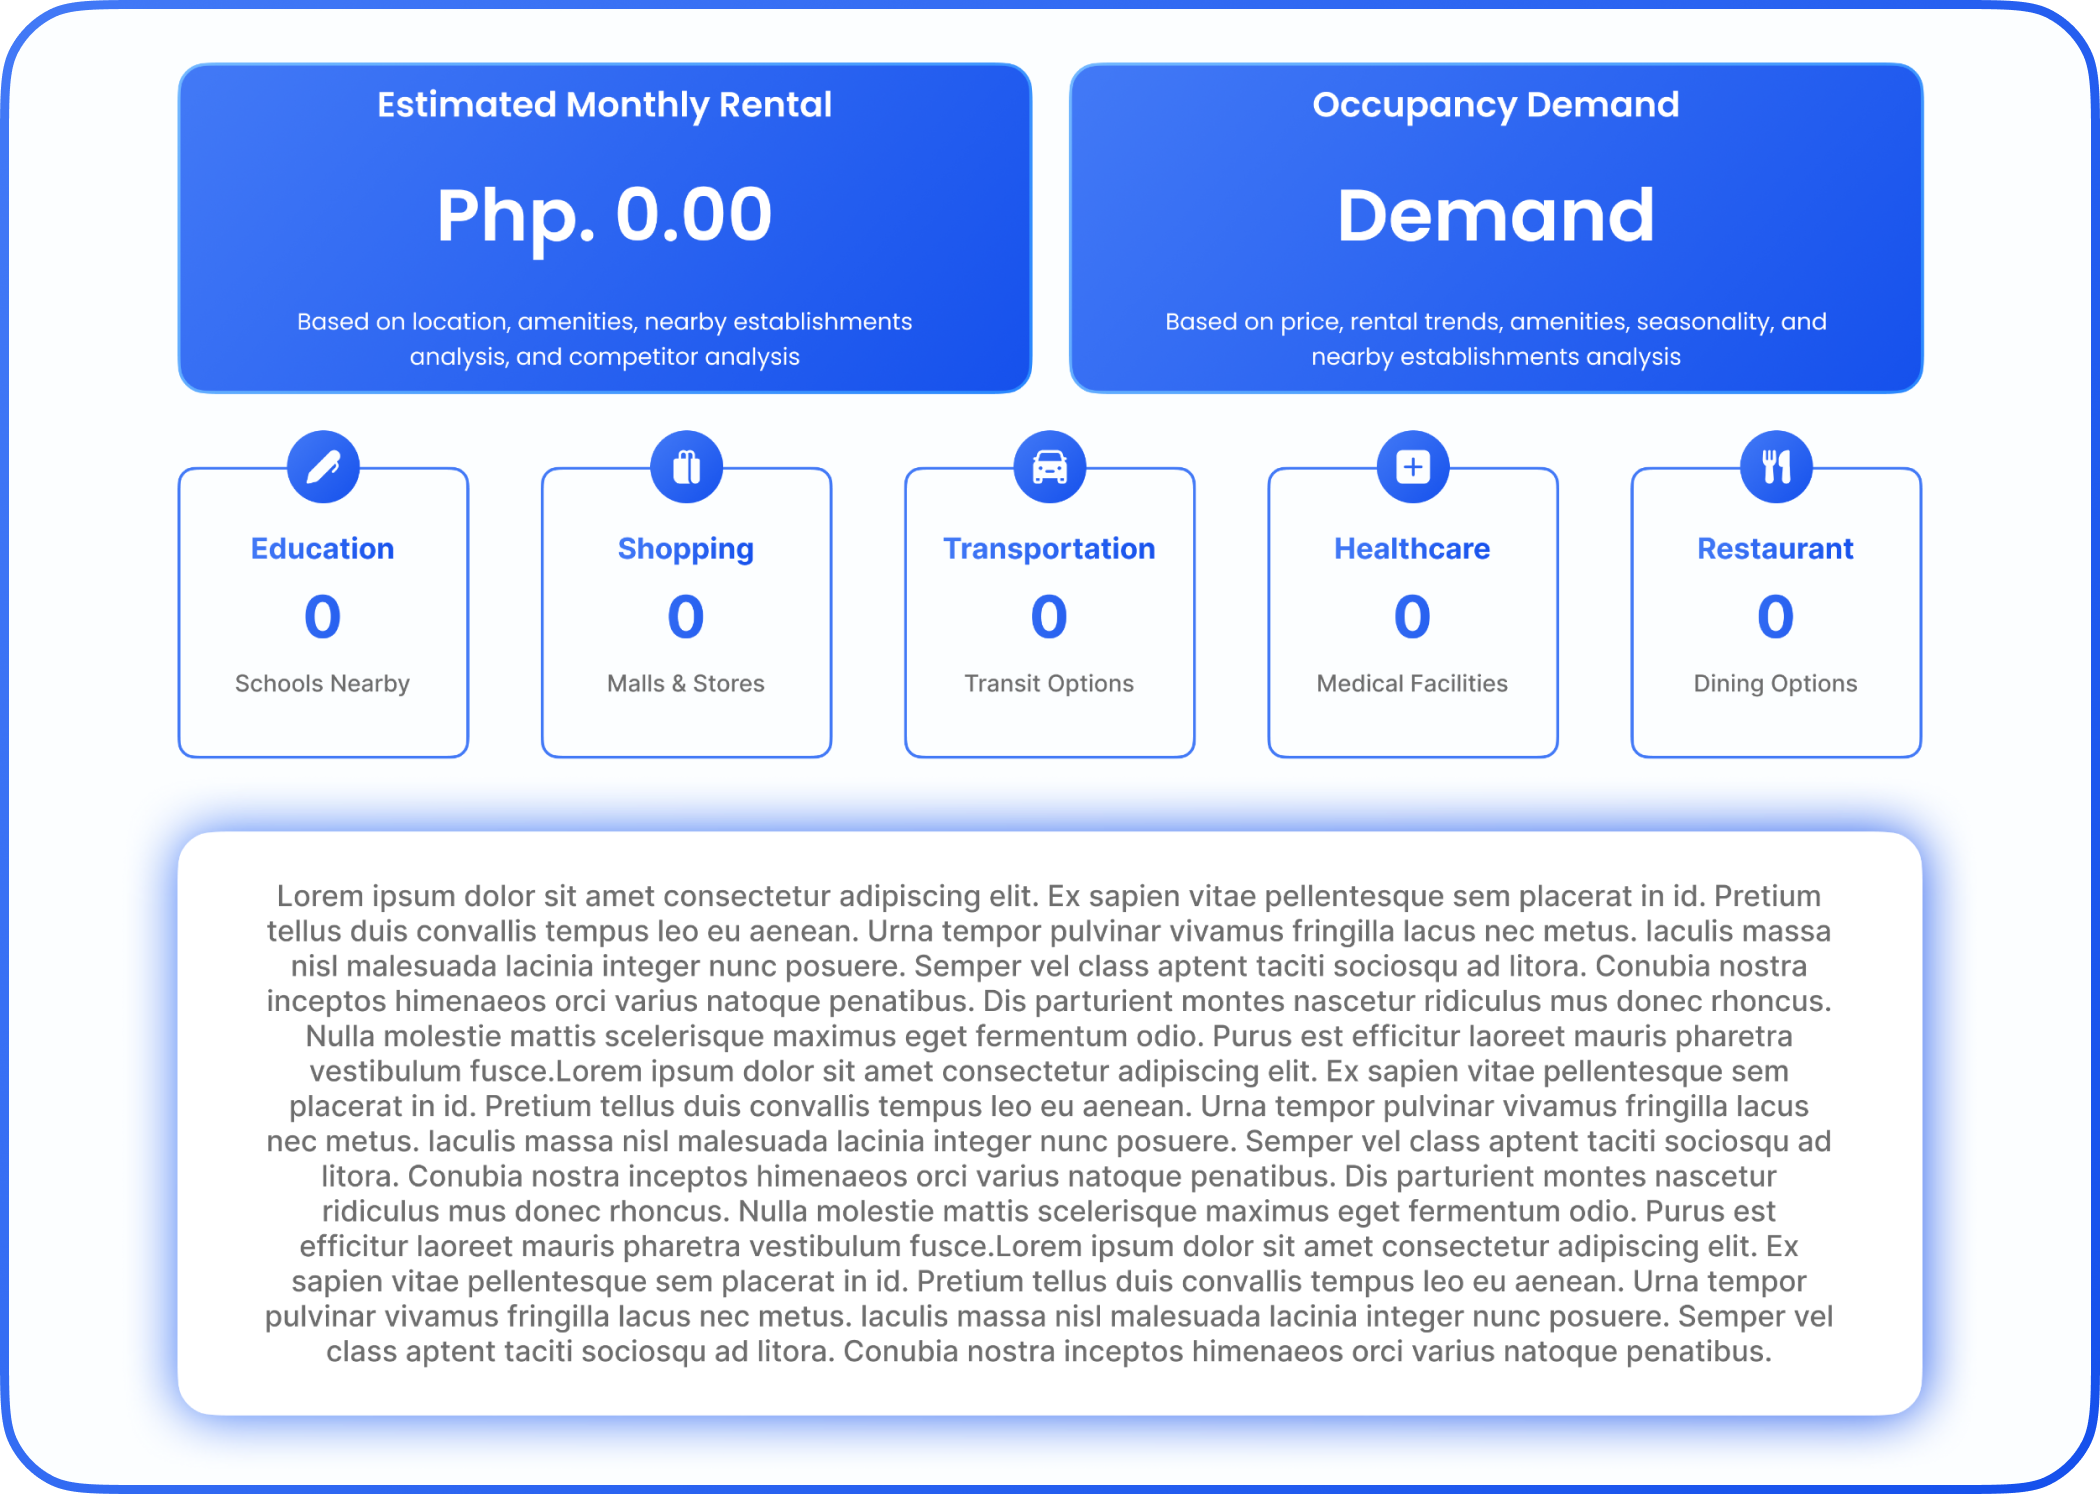 Estimated Monthly Rental
Php. 0.00
Based on location, amenities, nearby establishments
analysis, and competitor analysis
Occupancy Demand
Demand
Based on price, rental trends, amenities, seasonality, and
nearby establishments analysis
Education
0
Schools Nearby
Shopping
0
Malls & Stores
Transportation
0
Transit Options
Healthcare
0
Medical Facilities
Restaurant
0
Dining Options
Lorem ipsum dolor sit amet consectetur adipiscing elit. Ex sapien vitae pellentesque sem placerat in id. Pretium
tellus duis convallis tempus leo eu aenean. Urna tempor pulvinar vivamus fringilla lacus nec metus. Iaculis massa
nisl malesuada lacinia integer nunc posuere. Semper vel class aptent taciti sociosqu ad litora. Conubia nostra
inceptos himenaeos orci varius natoque penatibus. Dis parturient montes nascetur ridiculus mus donec rhoncus.
Nulla molestie mattis scelerisque maximus eget fermentum odio. Purus est efficitur laoreet mauris pharetra
vestibulum fusce.Lorem ipsum dolor sit amet consectetur adipiscing elit. Ex sapien vitae pellentesque sem
placerat in id. Pretium tellus duis convallis tempus leo eu aenean. Urna tempor pulvinar vivamus fringilla lacus
nec metus. Iaculis massa nisl malesuada lacinia integer nunc posuere. Semper vel class aptent taciti sociosqu ad
litora. Conubia nostra inceptos himenaeos orci varius natoque penatibus. Dis parturient montes nascetur
ridiculus mus donec rhoncus. Nulla molestie mattis scelerisque maximus eget fermentum odio. Purus est
efficitur laoreet mauris pharetra vestibulum fusce.Lorem ipsum dolor sit amet consectetur adipiscing elit. Ex
sapien vitae pellentesque sem placerat in id. Pretium tellus duis convallis tempus leo eu aenean. Urna tempor
pulvinar vivamus fringilla lacus nec metus. Iaculis massa nisl malesuada lacinia integer nunc posuere. Semper vel
class aptent taciti sociosqu ad litora. Conubia nostra inceptos himenaeos orci varius natoque penatibus.